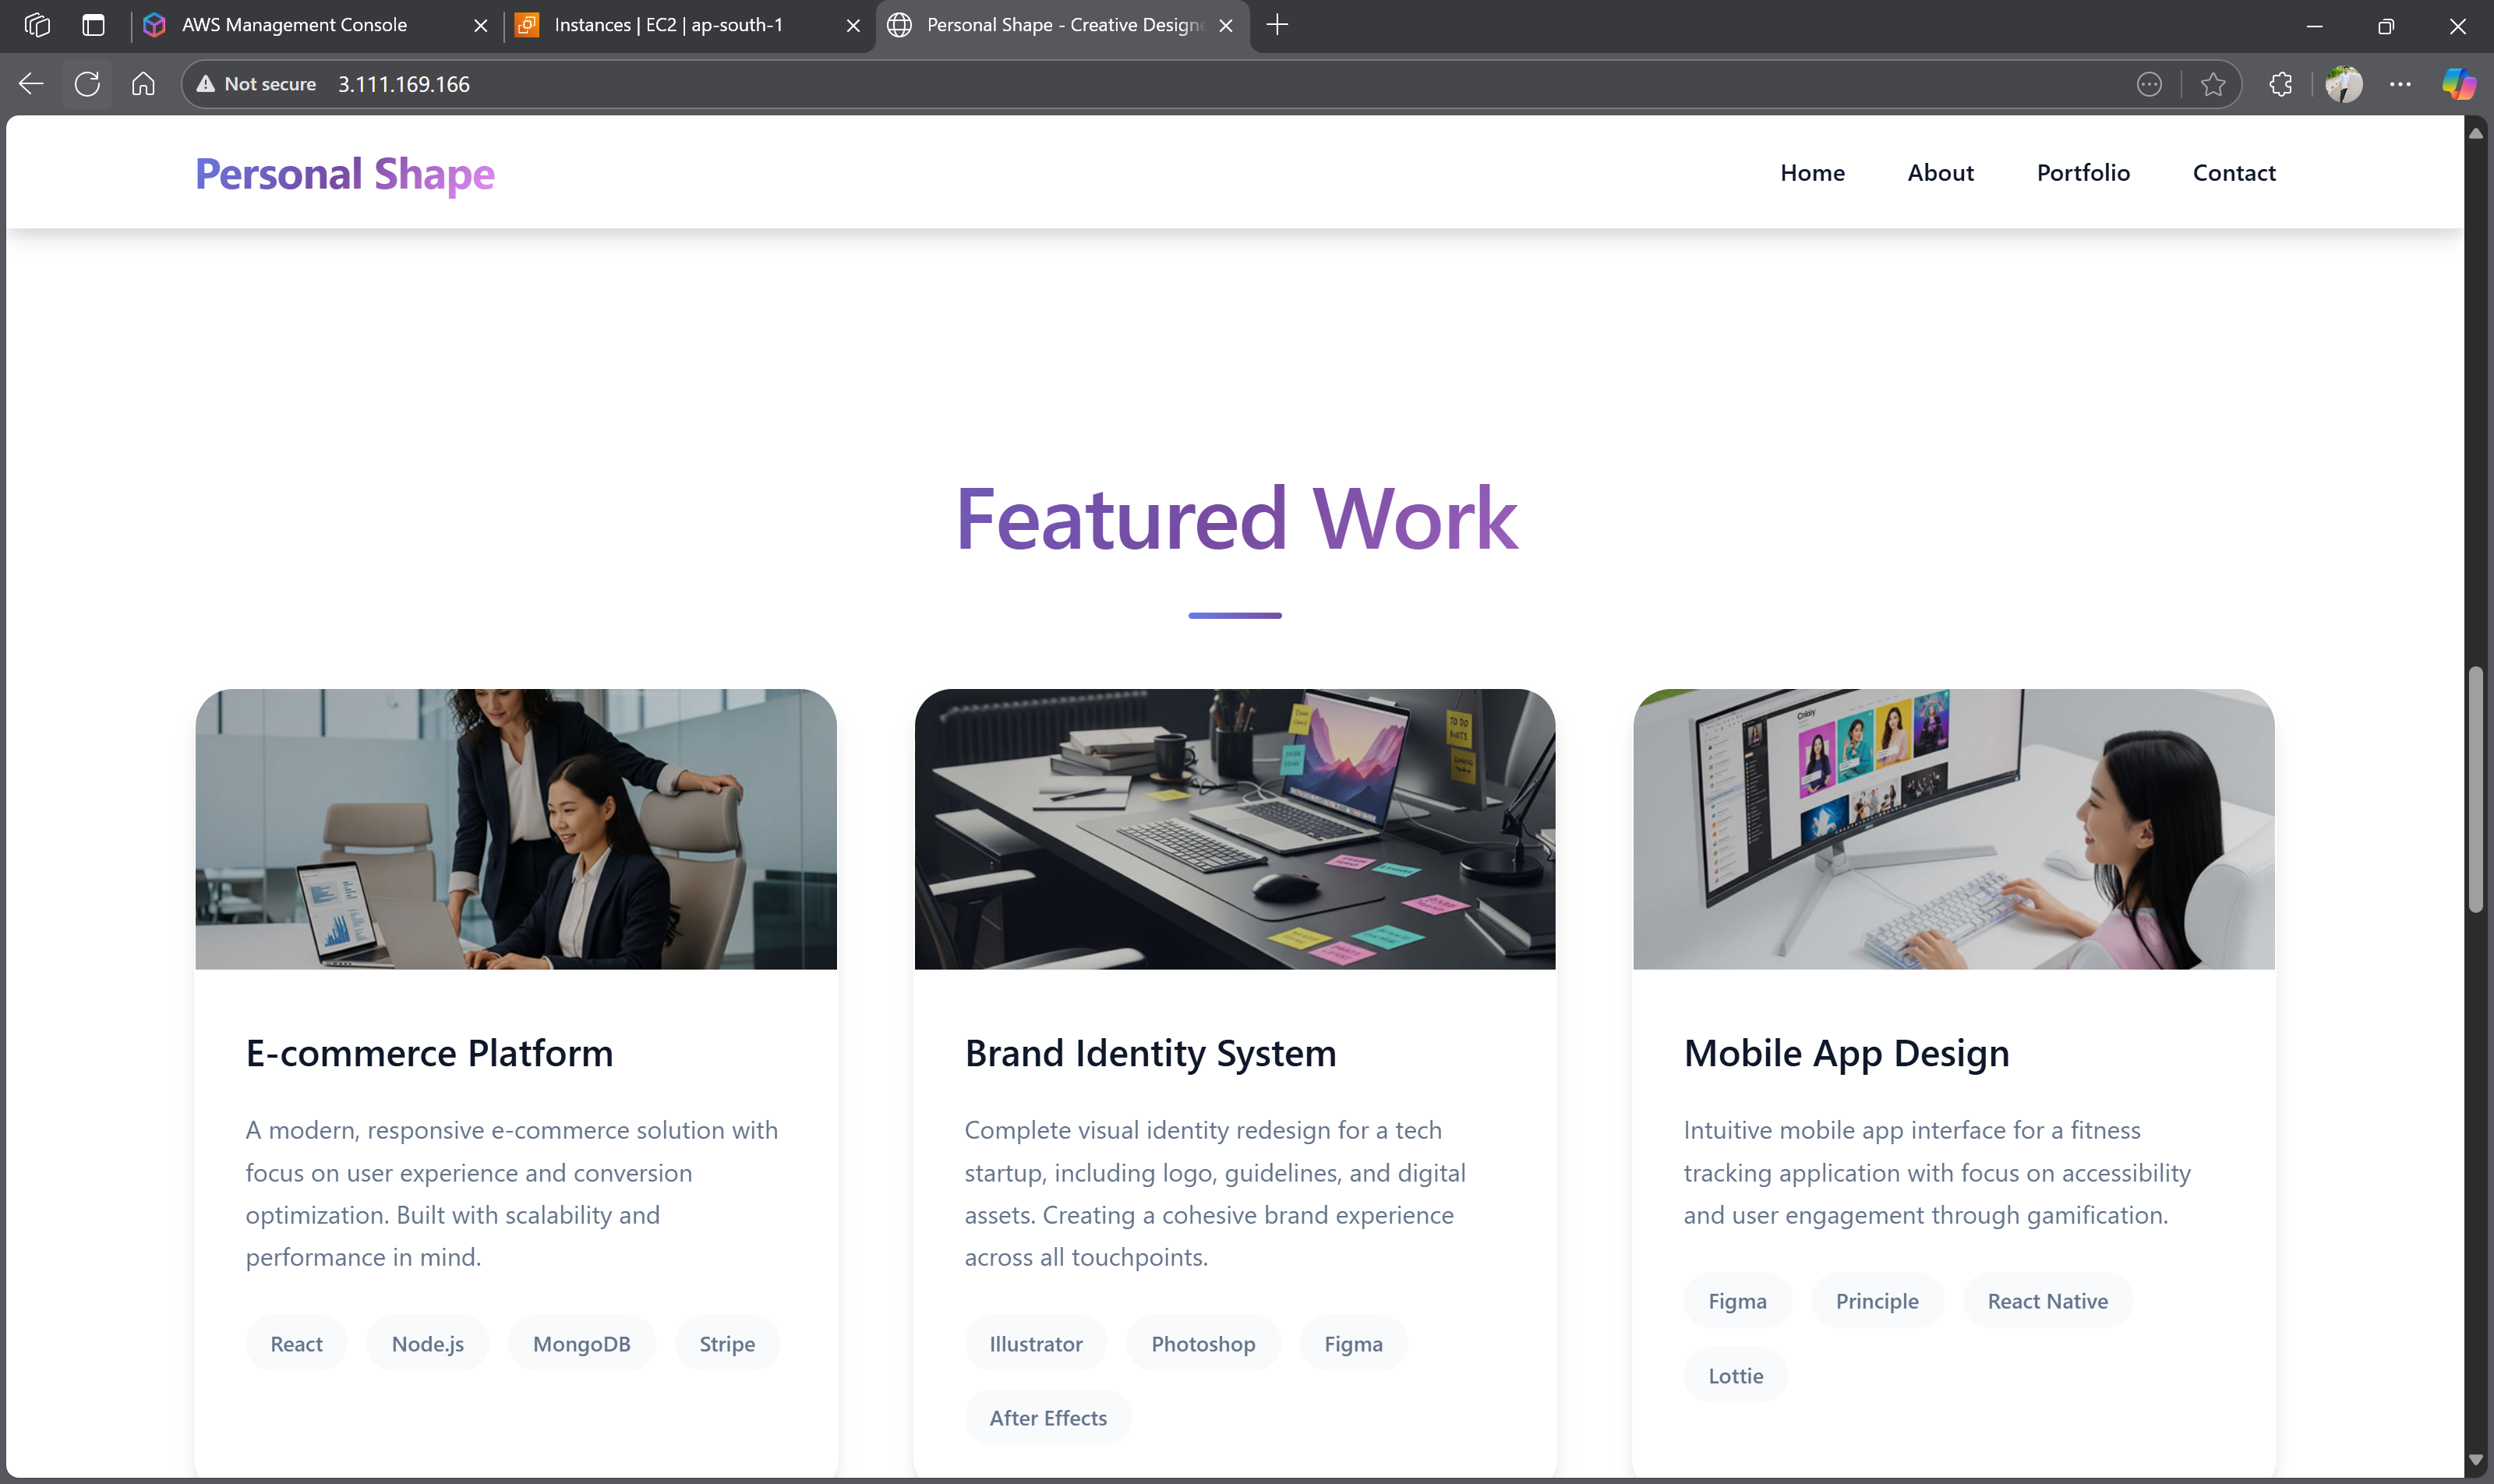 AWS Management Console
Instances | EC2 | ap-south-1
Personal Shape - Creative Designe
Not secure
3.111.169.166
Personal Shape
Home
About
Portfolio
Contact
Featured Work
TO DO
E-commerce Platform
A modern, responsive e-commerce solution with
focus on user experience and conversion
optimization. Built with scalability and
performance in mind.
React
Node.js
MongoDB
Stripe
Brand Identity System
Complete visual identity redesign for a tech
startup, including logo, guidelines, and digital
assets. Creating a cohesive brand experience
across all touchpoints.
Illustrator
Photoshop
Figma
After Effects
Mobile App Design
Intuitive mobile app interface for a fitness
tracking application with focus on accessibility
and user engagement through gamification.
Figma
Principle
React Native
Lottie